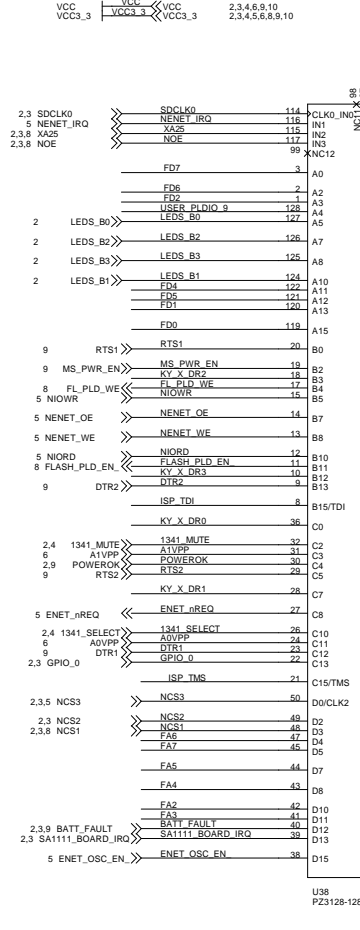 VCC VCC VCC 2,3,4,6,9,10
VCC3_3 VCC3_3 VCC3_3 2,3,4,5,6,8,9,10
98
NC11
2,3 SDCLK0 SDCLK0 114 CLK0_IN0
5 NENET_IRQ NENET_IRQ 116 IN1
2,3,8 XA25 XA25 115 IN2
2,3,8 NOE NOE 117 IN3
99 NC12
FD7 3 A0
FD6 2 A2
FD2 1 A3
USER_PLDIO_9 128 A4
2 LEDS_B0 LEDS_B0 127 A5
2 LEDS_B2 LEDS_B2 126 A7
2 LEDS_B3 LEDS_B3 125 A8
2 LEDS_B1 LEDS_B1 124 A10
FD4 122 A11
FD5 121 A12
FD1 120 A13
FD0 119 A15
9 RTS1 RTS1 20 B0
9 MS_PWR_EN MS_PWR_EN 19 B2
KY_X_DR2 18 B3
8 FL_PLD_WE FL_PLD_WE 17 B4
5 NIOWR NIOWR 15 B5
5 NENET_OE NENET_OE 14 B7
5 NENET_WE NENET_WE 13 B8
5 NIORD NIORD 12 B10
8 FLASH_PLD_EN_ FLASH_PLD_EN_ 11 B11
KY_X_DR3 10 B12
9 DTR2 DTR2 9 B13
ISP_TDI 8 B15/TDI
KY_X_DR0 36 C0
2,4 1341_MUTE 1341_MUTE 32 C2
6 A1VPP A1VPP 31 C3
2,9 POWEROK POWEROK 30 C4
9 RTS2 RTS2 29 C5
KY_X_DR1 28 C7
5 ENET_nREQ ENET_nREQ 27 C8
2,4 1341_SELECT 1341_SELECT 26 C10
6 A0VPP A0VPP 24 C11
9 DTR1 DTR1 23 C12
2,3 GPIO_0 GPIO_0 22 C13
ISP_TMS 21 C15/TMS
2,3,5 NCS3 NCS3 50 D0/CLK2
2,3 NCS2 NCS2 49 D2
2,3,8 NCS1 NCS1 48 D3
FA6 47 D4
FA7 45 D5
FA5 44 D7
FA4 43 D8
FA2 42 D10
FA3 41 D11
2,3,9 BATT_FAULT BATT_FAULT 40 D12
2,3 SA1111_BOARD_IRQ SA1111_BOARD_IRQ 39 D13
5 ENET_OSC_EN_ ENET_OSC_EN_ 38 D15
U38
PZ3128-128